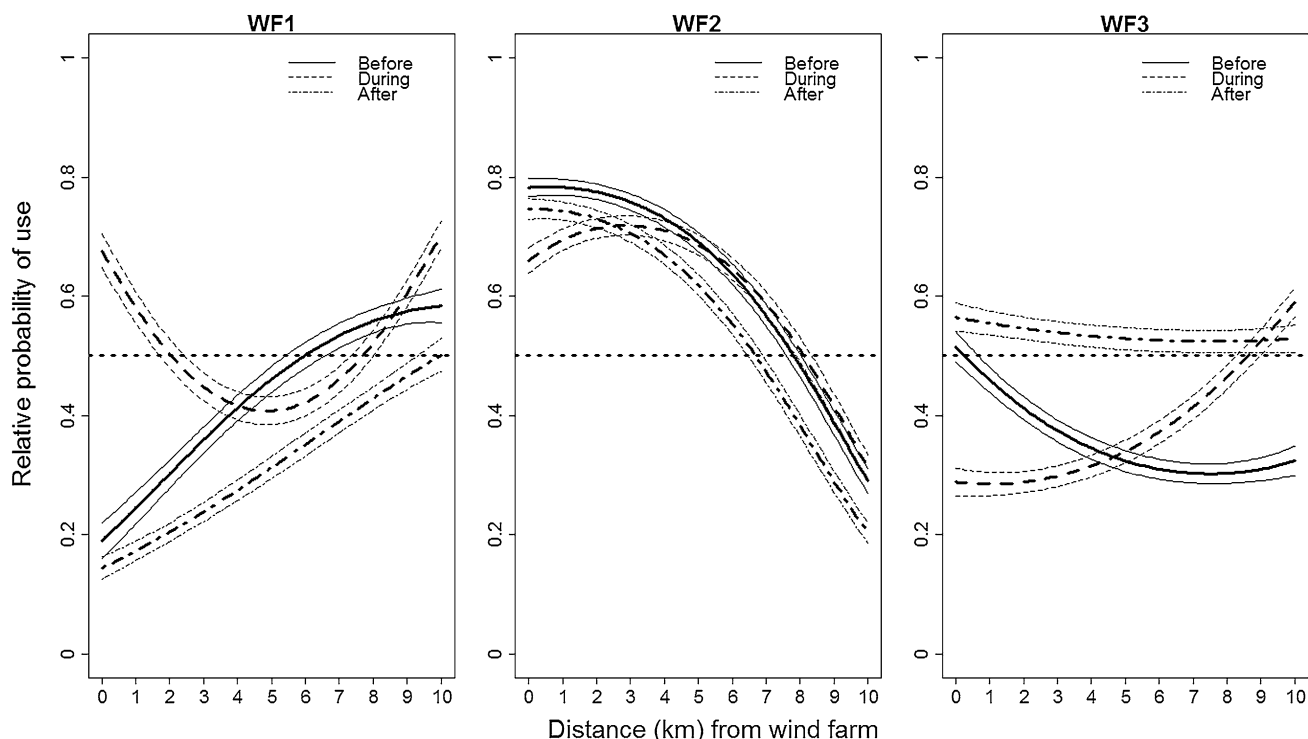 WF1
WF2
WF3
Before
During
After
Before
During
After
Before
During
After
Relative probability of use
1
0.8
0.6
0.4
0.2
0
1
0.8
0.6
0.4
0.2
0
1
0.8
0.6
0.4
0.2
0
0 1 2 3 4 5 6 7 8 9 10
0 1 2 3 4 5 6 7 8 9 10
0 1 2 3 4 5 6 7 8 9 10
Distance (km) from wind farm